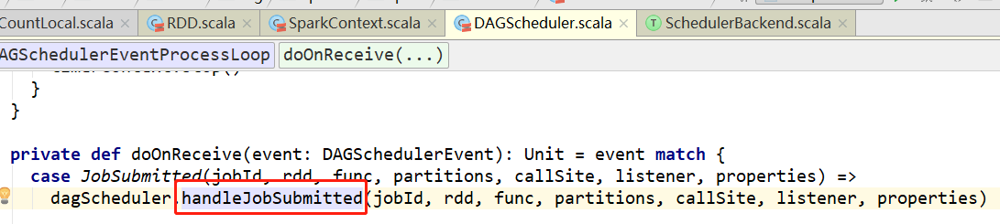 CountLocal.scala × RDD.scala × SparkContext.scala × DAGScheduler.scala × SchedulerBackend.scala ×
AGSchedulerEventProcessLoop doOnReceive(...)
}
}
private def doOnReceive(event: DAGSchedulerEvent): Unit = event match {
case JobSubmitted(jobId, rdd, func, partitions, callSite, listener, properties) =>
dagScheduler.handleJobSubmitted(jobId, rdd, func, partitions, callSite, listener, properties)